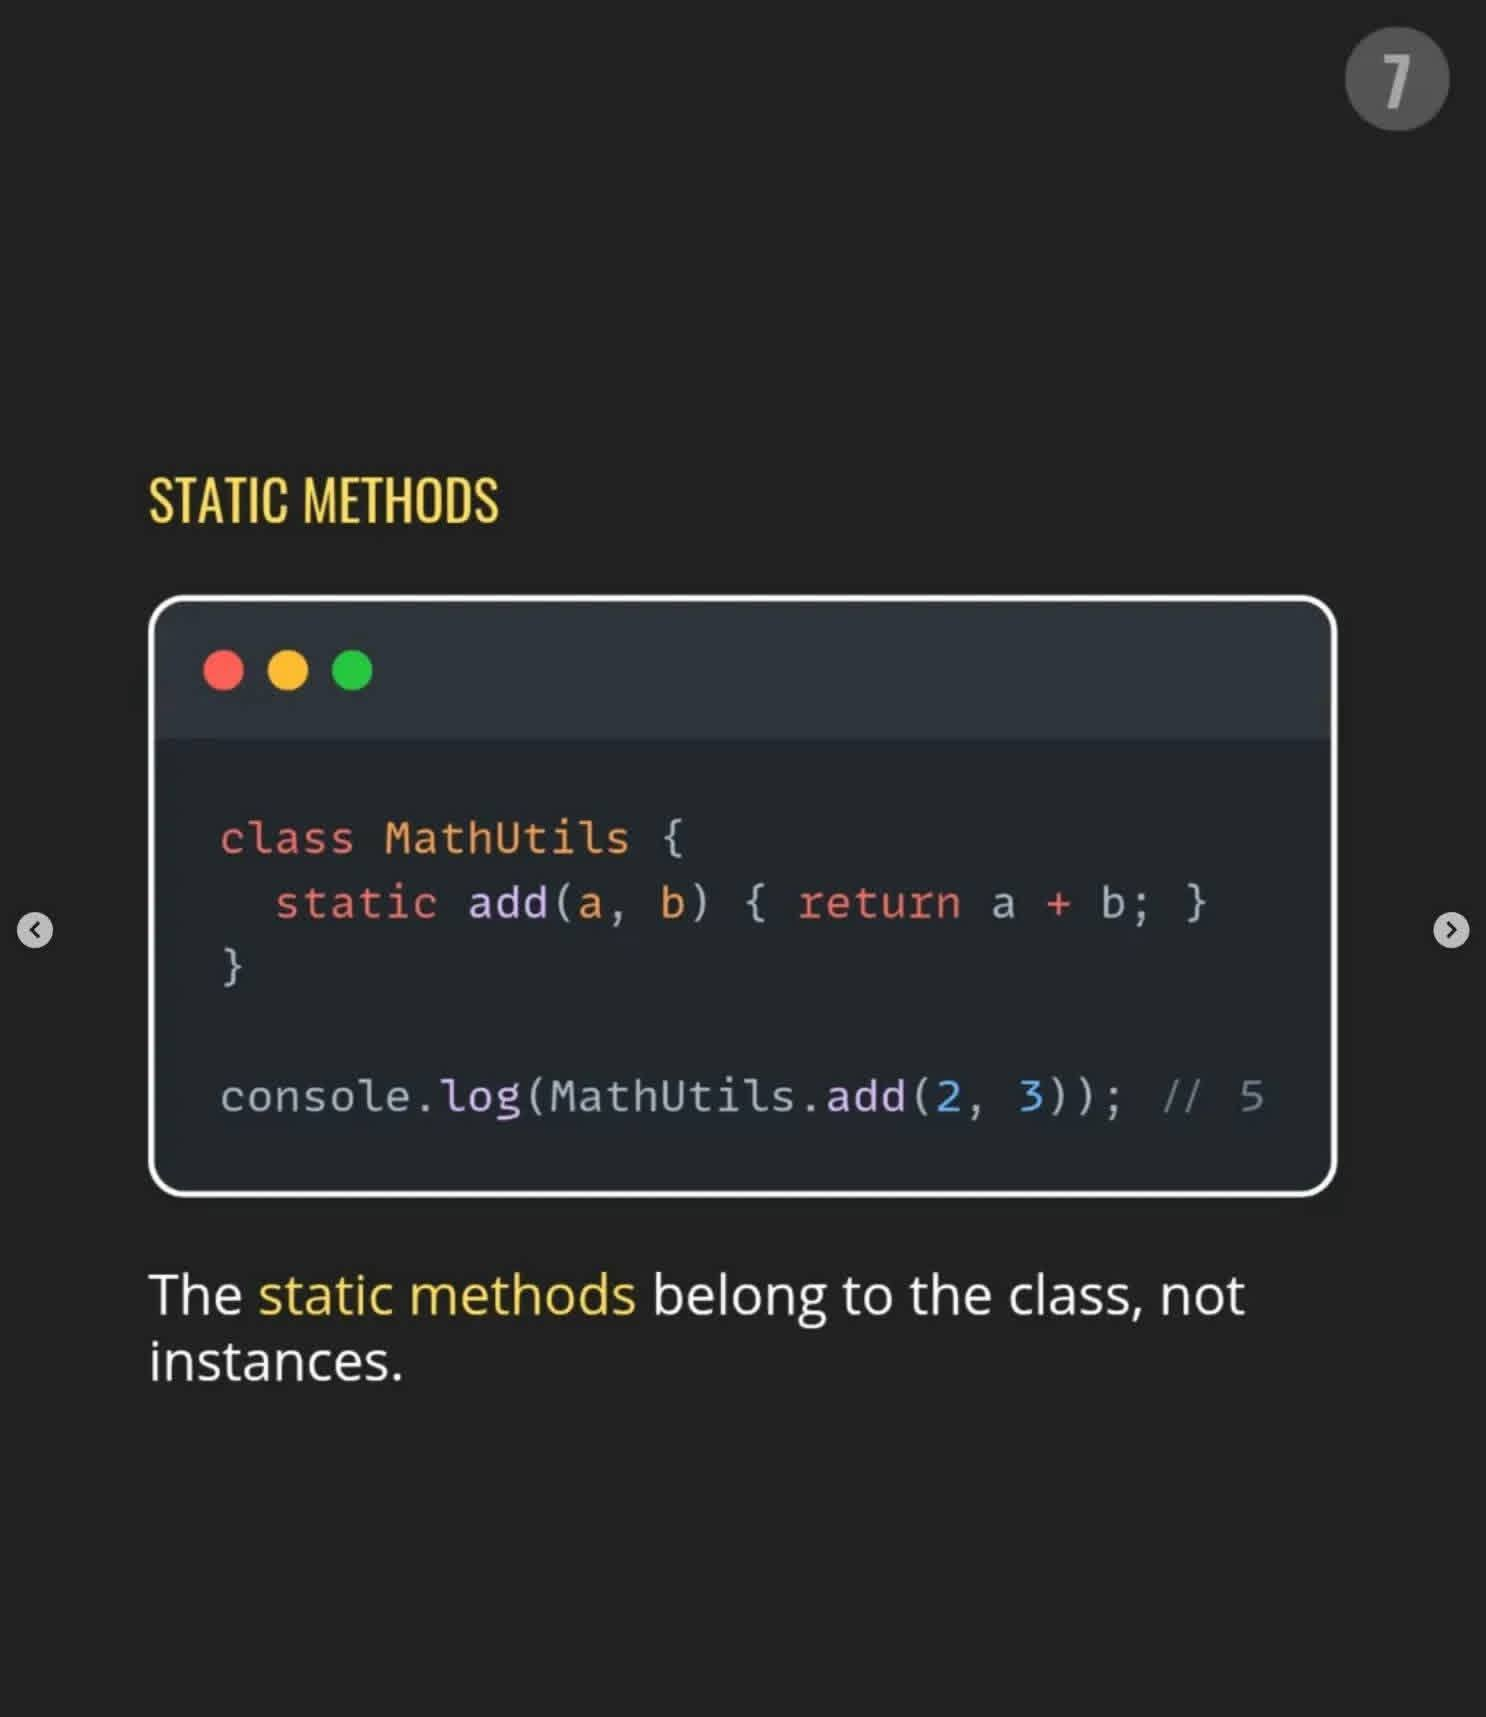 7
STATIC METHODS
class MathUtils {
  static add(a, b) { return a + b; }
}
console.log(MathUtils.add(2, 3)); // 5
The static methods belong to the class, not
instances.